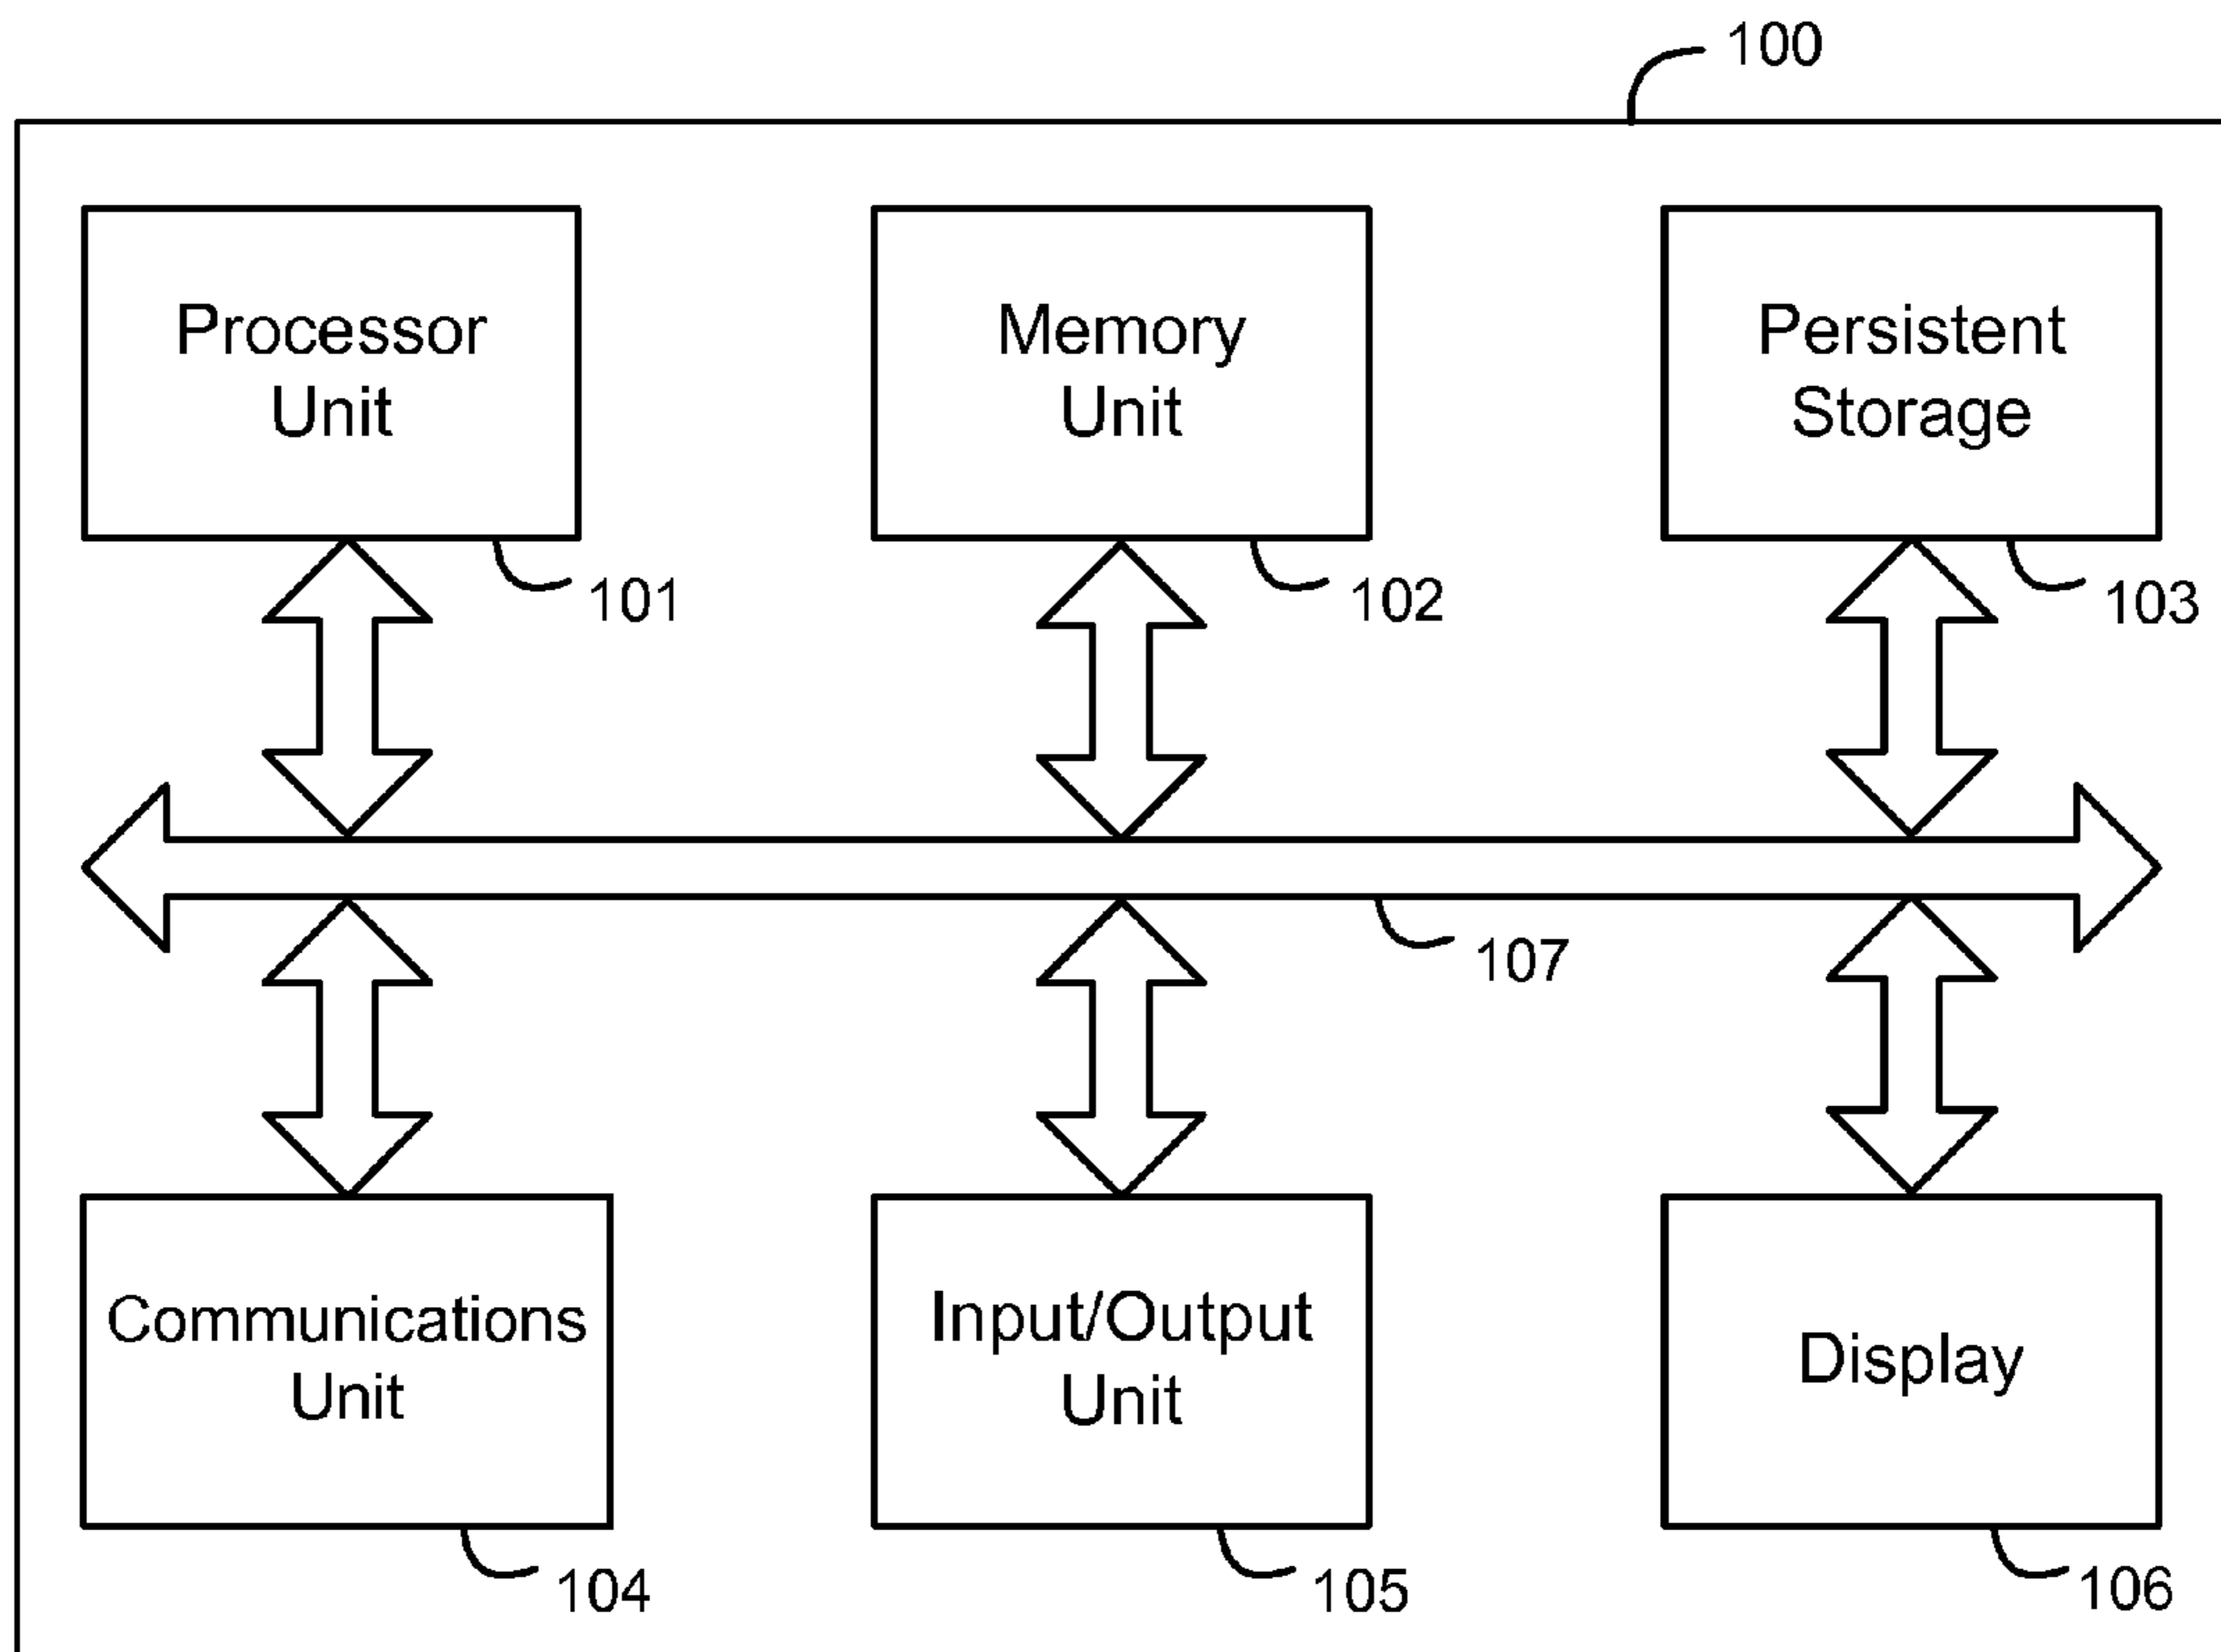 100
Processor
Unit
Memory
Unit
Persistent
Storage
101
102
103
107
Communications
Unit
Input/Output
Unit
Display
104
105
106